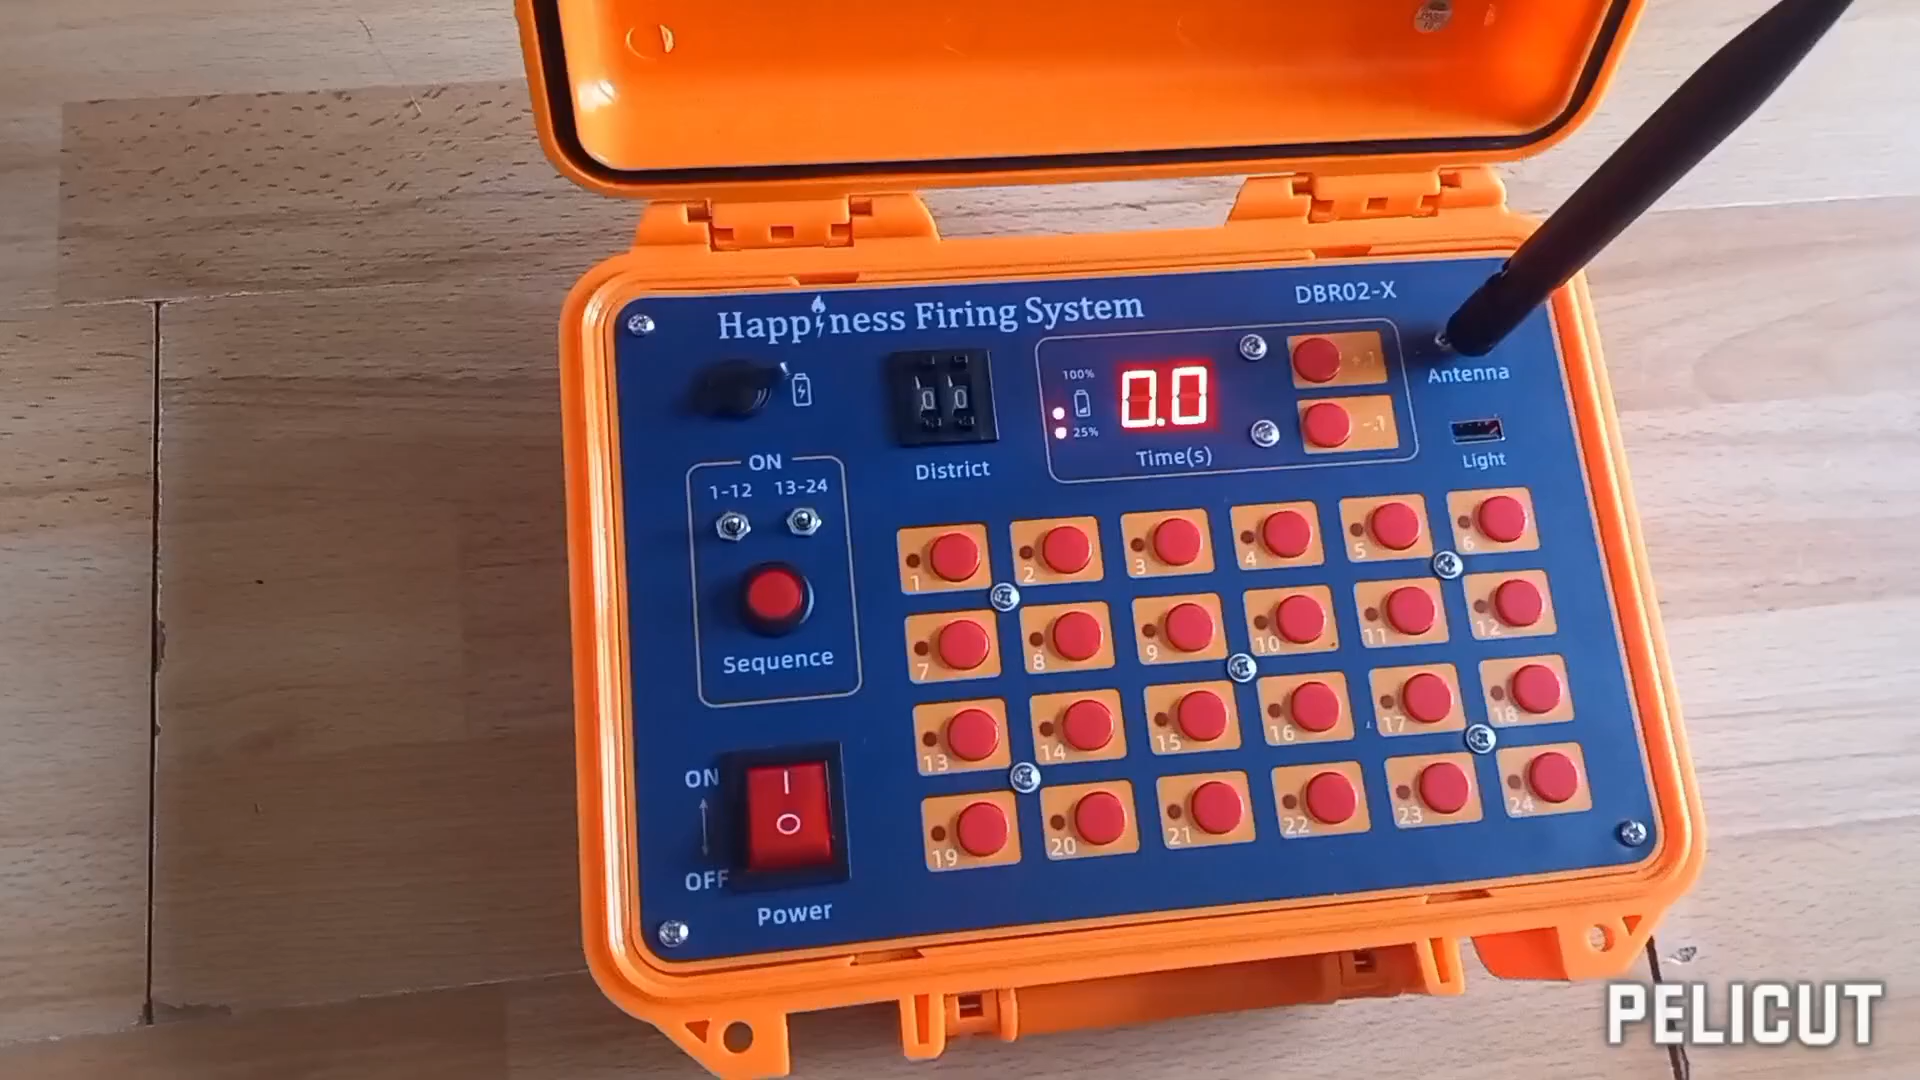 Happiness Firing System
DBR02-X
100%
25%
0.0
+.1
-.1
Time(s)
Antenna
0 0
District
Light
ON
1-12 13-24
Sequence
1 2 3 4 5 6
7 8 9 10 11 12
13 14 15 16 17 18
19 20 21 22 23 24
ON
OFF
Power
PELICUT